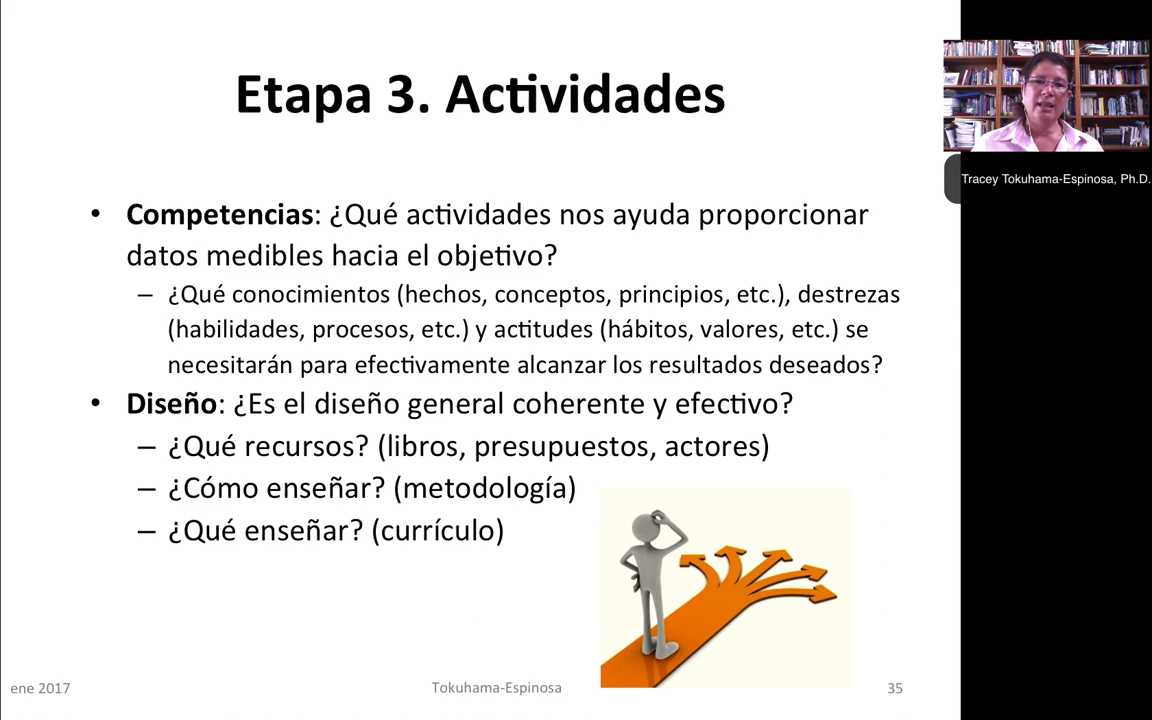 Etapa 3. Actividades
Tracey Tokuhama-Espinosa, Ph.D.
• Competencias: ¿Qué actividades nos ayuda proporcionar
datos medibles hacia el objetivo?
– ¿Qué conocimientos (hechos, conceptos, principios, etc.), destrezas
(habilidades, procesos, etc.) y actitudes (hábitos, valores, etc.) se
necesitarán para efectivamente alcanzar los resultados deseados?
• Diseño: ¿Es el diseño general coherente y efectivo?
– ¿Qué recursos? (libros, presupuestos, actores)
– ¿Cómo enseñar? (metodología)
– ¿Qué enseñar? (currículo)
ene 2017
Tokuhama-Espinosa
35